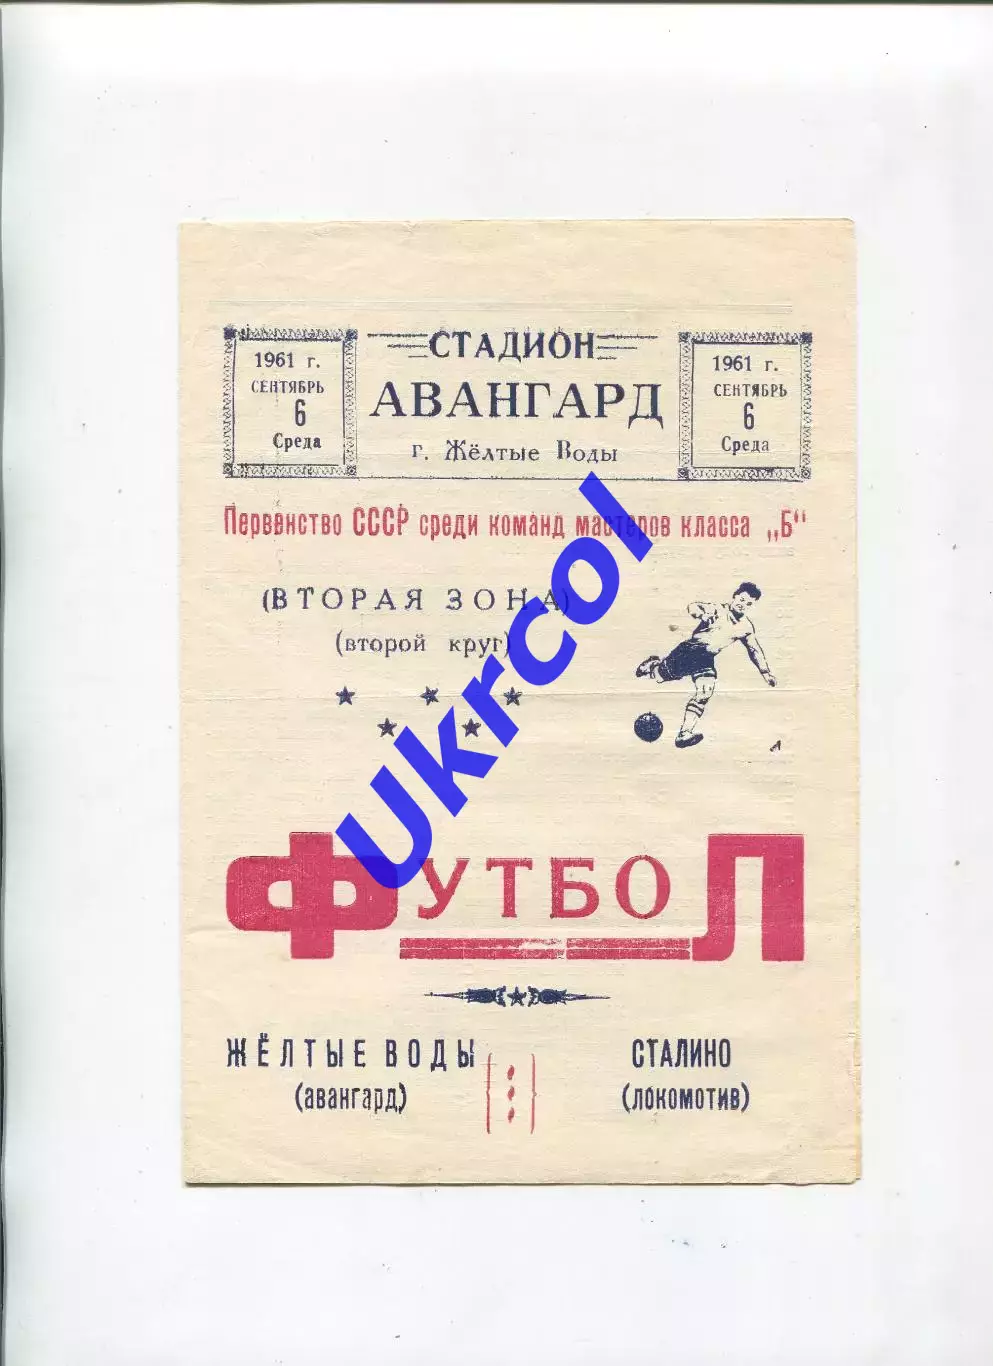 СТАДИОН
АВАНГАРД
г. Жёлтые Воды
1961 г.
СЕНТЯБРЬ
6
Среда
1961 г.
СЕНТЯБРЬ
6
Среда
Первенство СССР среди команд мастеров класса „Б“
(ВТОРАЯ ЗОНА)
(второй круг)
ФУТБОЛ
ЖЁЛТЫЕ ВОДЫ
(авангард)
СТАЛИНО
(локомотив)
Ukrcol